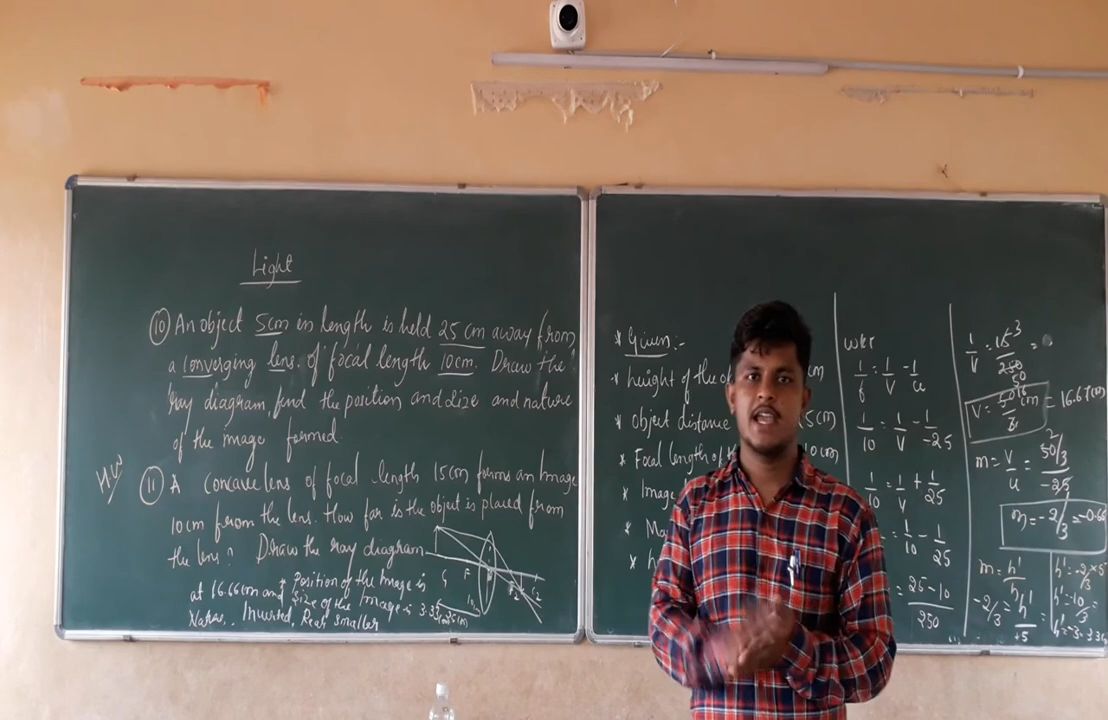 Light
(10) An object 5cm in length is held 25 cm away from
a converging lens of focal length 10cm. Draw the
ray diagram, find the position and size and nature
of the image formed.
HW
(11) A Concave lens of focal length 15cm forms an image
10cm from the lens. How far is the object is placed from
the lens? Draw the ray diagram
at 16.66cm and * Position of the Image is
Size of the Image is 3.33cm
Inverted, Real smaller
C₁ F₁
F₂ C₂
* Given:-
* height of the
* Object distance
* Focal length of
* Image
wkt
1/f = 1/v - 1/u
1/10 = 1/v - 1/-25
1/10 = 1/v + 1/25
= 1/10 - 1/25
= 25 - 10 / 250
1/v = 15 3 / 250 50 =
V = 50/3 cm = 16.67cm
m = v/u = 50/3 / -25
m = -2/3 = -0.66
m = h'/h
-2/3 = h'/+5
h' = -2 × 5 / 3
h' = -10/3